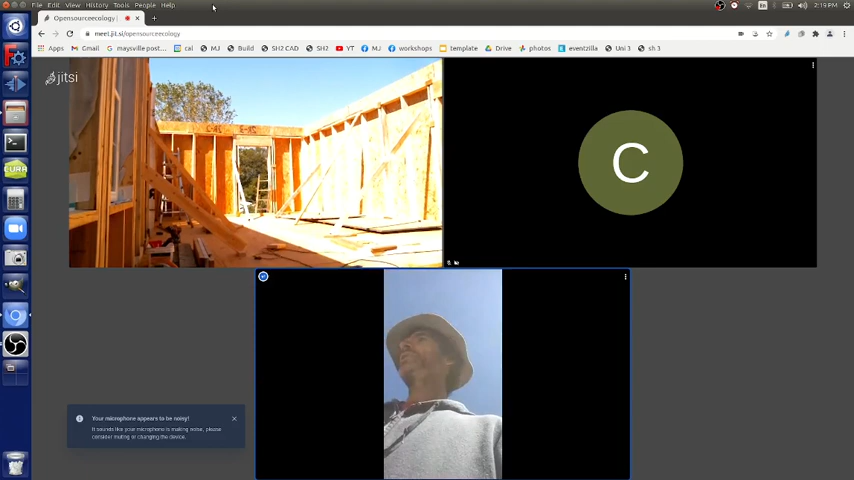 File Edit View History Tools People Help
En 2:19 PM
Opensourceecology |
meet.jit.si/opensourceecology
Apps Gmail maysville post... cal MJ Build SH2 CAD SH2 YT MJ workshops template Drive photos eventzilla Uni 3 sh 3
jitsi
C
Me
Your microphone appears to be noisy!
It sounds like your microphone is making noise, please
consider muting or changing the device.
CURA